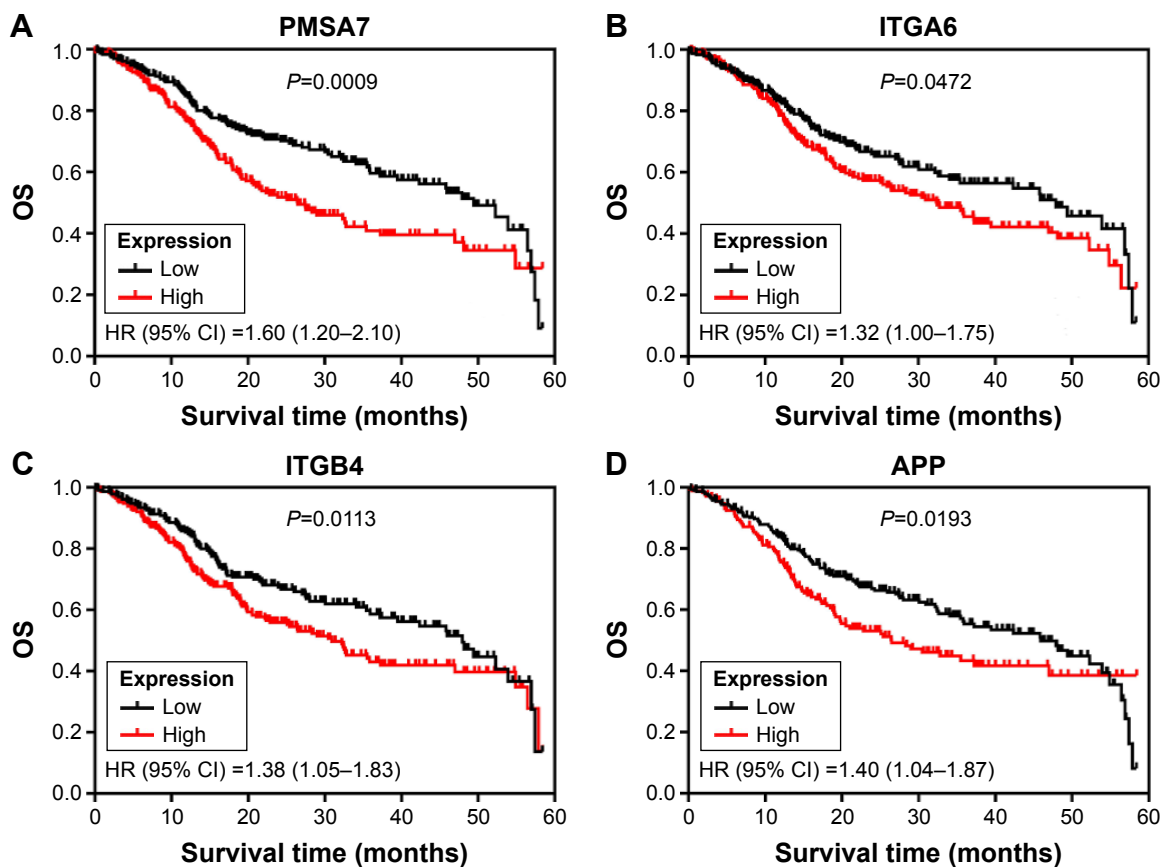 A
PMSA7
P=0.0009
OS
1.0
0.8
0.6
0.4
0.2
0.0
Expression
Low
High
HR (95% CI) =1.60 (1.20–2.10)
0 10 20 30 40 50 60
Survival time (months)
B
ITGA6
P=0.0472
OS
1.0
0.8
0.6
0.4
0.2
0.0
Expression
Low
High
HR (95% CI) =1.32 (1.00–1.75)
0 10 20 30 40 50 60
Survival time (months)
C
ITGB4
P=0.0113
OS
1.0
0.8
0.6
0.4
0.2
0.0
Expression
Low
High
HR (95% CI) =1.38 (1.05–1.83)
0 10 20 30 40 50 60
Survival time (months)
D
APP
P=0.0193
OS
1.0
0.8
0.6
0.4
0.2
0.0
Expression
Low
High
HR (95% CI) =1.40 (1.04–1.87)
0 10 20 30 40 50 60
Survival time (months)